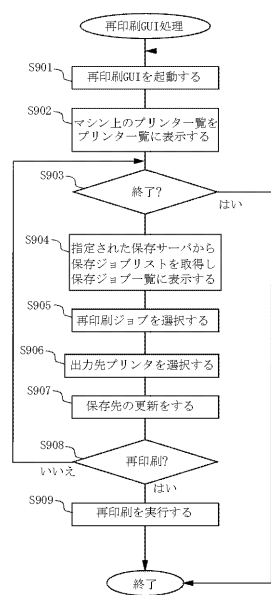 再印刷GUI処理
S901
再印刷GUIを起動する
S902
マシン上のプリンタ一覧を
プリンタ一覧に表示する
S903
終了?
はい
S904
指定された保存サーバから
保存ジョブリストを取得し
保存ジョブ一覧に表示する
S905
再印刷ジョブを選択する
S906
出力先プリンタを選択する
S907
保存先の更新をする
S908
再印刷?
いいえ
はい
S909
再印刷を実行する
終了